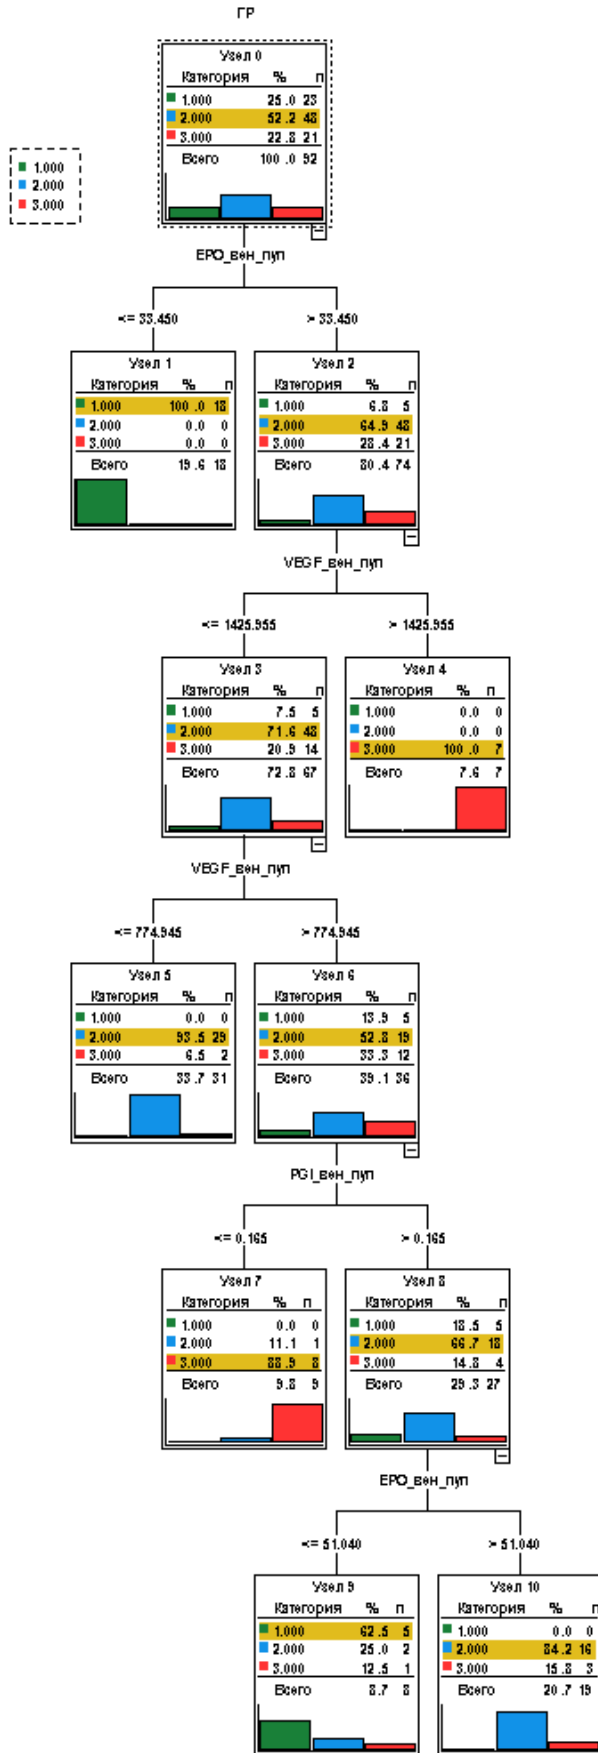 ГР
Узел 0
Категория % п
1.000 25.0 23
2.000 52.2 48
3.000 22.8 21
Всего 100.0 92
1.000
2.000
3.000
EPO_вен_пуп
<= 33.450 > 33.450
Узел 1
Категория % п
1.000 100.0 18
2.000 0.0 0
3.000 0.0 0
Всего 19.6 18
Узел 2
Категория % п
1.000 6.8 5
2.000 64.9 48
3.000 28.4 21
Всего 80.4 74
VEGF_вен_пуп
<= 1425.955 > 1425.955
Узел 3
Категория % п
1.000 7.5 5
2.000 71.6 48
3.000 20.9 14
Всего 72.8 67
Узел 4
Категория % п
1.000 0.0 0
2.000 0.0 0
3.000 100.0 7
Всего 7.6 7
VEGF_вен_пуп
<= 774.945 > 774.945
Узел 5
Категория % п
1.000 0.0 0
2.000 93.5 29
3.000 6.5 2
Всего 33.7 31
Узел 6
Категория % п
1.000 13.9 5
2.000 52.8 19
3.000 33.3 12
Всего 39.1 36
PGI_вен_пуп
<= 0.165 > 0.165
Узел 7
Категория % п
1.000 0.0 0
2.000 11.1 1
3.000 88.9 8
Всего 9.8 9
Узел 8
Категория % п
1.000 18.5 5
2.000 66.7 18
3.000 14.8 4
Всего 29.3 27
EPO_вен_пуп
<= 51.040 > 51.040
Узел 9
Категория % п
1.000 62.5 5
2.000 25.0 2
3.000 12.5 1
Всего 8.7 8
Узел 10
Категория % п
1.000 0.0 0
2.000 84.2 16
3.000 15.8 3
Всего 20.7 19